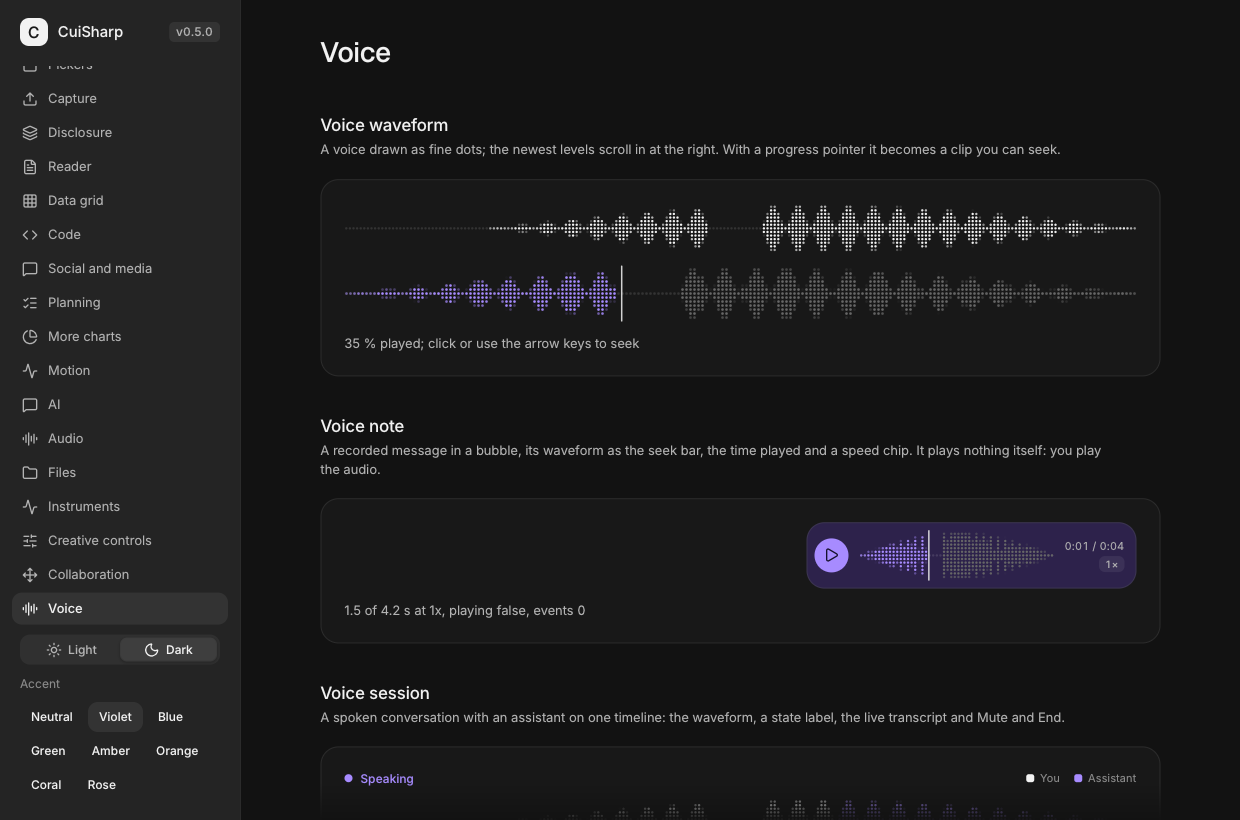 C CuiSharp v0.5.0
Pickers
Capture
Disclosure
Reader
Data grid
Code
Social and media
Planning
More charts
Motion
AI
Audio
Files
Instruments
Creative controls
Collaboration
Voice
Light Dark
Accent
Neutral Violet Blue
Green Amber Orange
Coral Rose
Voice
Voice waveform
A voice drawn as fine dots; the newest levels scroll in at the right. With a progress pointer it becomes a clip you can seek.
35 % played; click or use the arrow keys to seek
Voice note
A recorded message in a bubble, its waveform as the seek bar, the time played and a speed chip. It plays nothing itself: you play
the audio.
0:01 / 0:04
1×
1.5 of 4.2 s at 1x, playing false, events 0
Voice session
A spoken conversation with an assistant on one timeline: the waveform, a state label, the live transcript and Mute and End.
Speaking You Assistant